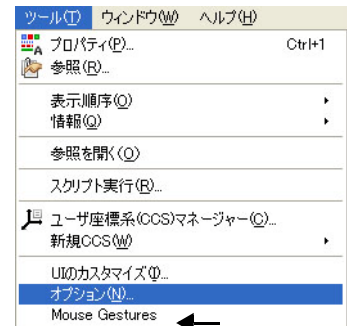 ツール(T) ウィンドウ(W) ヘルプ(H)
プロパティ(P)... Ctrl+1
参照(R)...
表示順序(O)
情報(Q)
参照を開く(O)
スクリプト実行(R)...
ユーザ座標系(CCS)マネージャー(C)...
新規CCS(W)
UIのカスタマイズ(I)...
オプション(N)...
Mouse Gestures